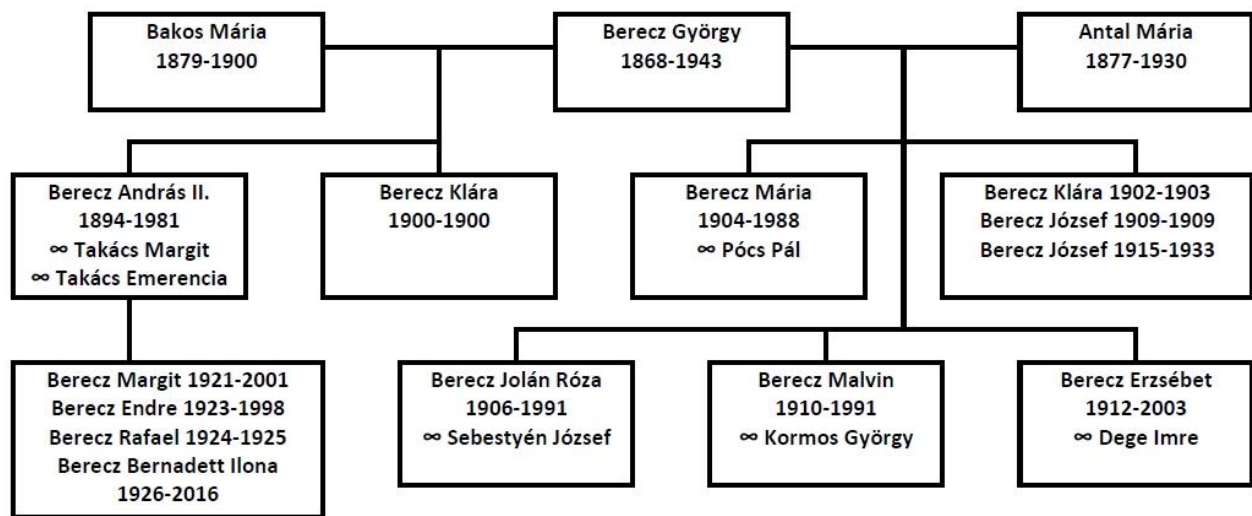 Bakos Mária
1879-1900
Berecz György
1868-1943
Antal Mária
1877-1930
Berecz András II.
1894-1981
∞ Takács Margit
∞ Takács Emerencia
Berecz Klára
1900-1900
Berecz Mária
1904-1988
∞ Pócs Pál
Berecz Klára 1902-1903
Berecz József 1909-1909
Berecz József 1915-1933
Berecz Margit 1921-2001
Berecz Endre 1923-1998
Berecz Rafael 1924-1925
Berecz Bernadett Ilona
1926-2016
Berecz Jolán Róza
1906-1991
∞ Sebestyén József
Berecz Malvin
1910-1991
∞ Kormos György
Berecz Erzsébet
1912-2003
∞ Dege Imre